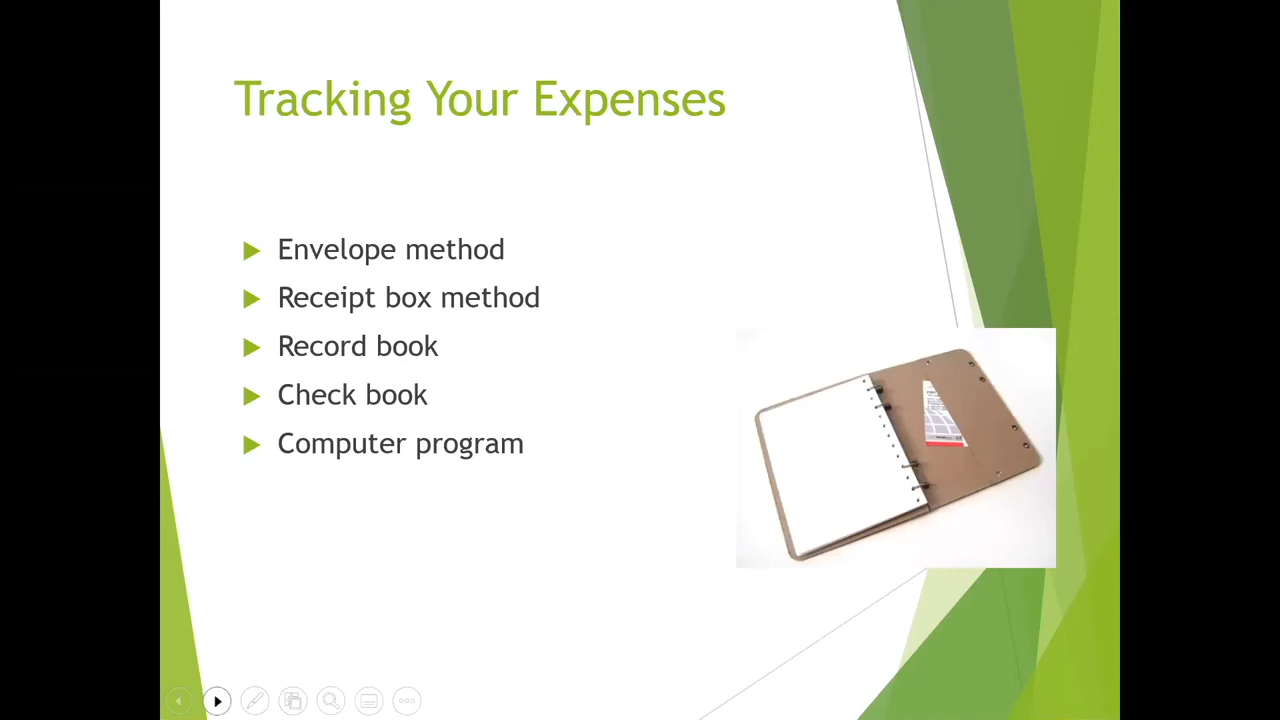 Tracking Your Expenses
Envelope method
Receipt box method
Record book
Check book
Computer program